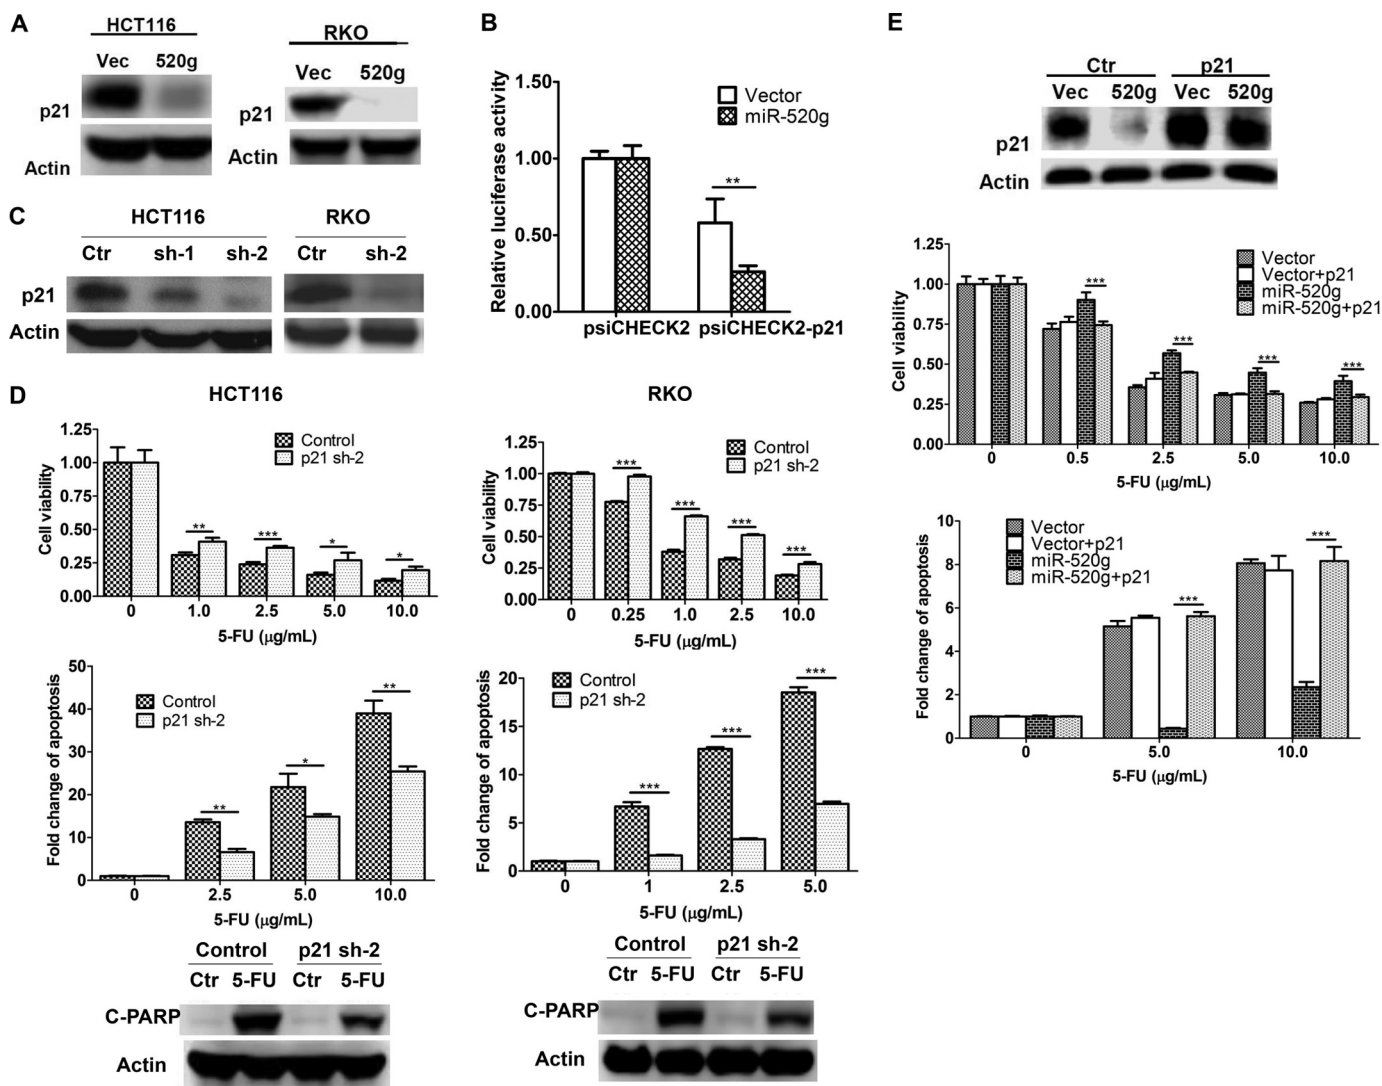 A
HCT116
Vec 520g
p21
Actin
RKO
Vec 520g
p21
Actin
B
Relative luciferase activity
1.50
1.00
0.50
0.00
Vector
miR-520g
**
psiCHECK2 psiCHECK2-p21
C
HCT116 RKO
Ctr sh-1 sh-2 Ctr sh-2
p21
Actin
D
HCT116
Cell viability
1.25
1.00
0.75
0.50
0.25
0.00
Control
p21 sh-2
** *** * *
0 1.0 2.5 5.0 10.0
5-FU (μg/mL)
RKO
Cell viability
1.25
1.00
0.75
0.50
0.25
0.00
Control
p21 sh-2
*** *** *** ***
0 0.25 1.0 2.5 10.0
5-FU (μg/mL)
Fold change of apoptosis
50
40
30
20
10
0
Control
p21 sh-2
** * **
0 2.5 5.0 10.0
5-FU (μg/mL)
Fold change of apoptosis
20
15
10
5
0
Control
p21 sh-2
*** *** ***
0 1 2.5 5.0
5-FU (μg/mL)
Control p21 sh-2
Ctr 5-FU Ctr 5-FU
C-PARP
Actin
Control p21 sh-2
Ctr 5-FU Ctr 5-FU
C-PARP
Actin
E
Ctr p21
Vec 520g Vec 520g
p21
Actin
Cell viability
1.25
1.00
0.75
0.50
0.25
0.00
Vector
Vector+p21
miR-520g
miR-520g+p21
*** *** *** ***
0 0.5 2.5 5.0 10.0
5-FU (μg/mL)
Fold change of apoptosis
10
8
6
4
2
0
Vector
Vector+p21
miR-520g
miR-520g+p21
*** ***
0 5.0 10.0
5-FU (μg/mL)